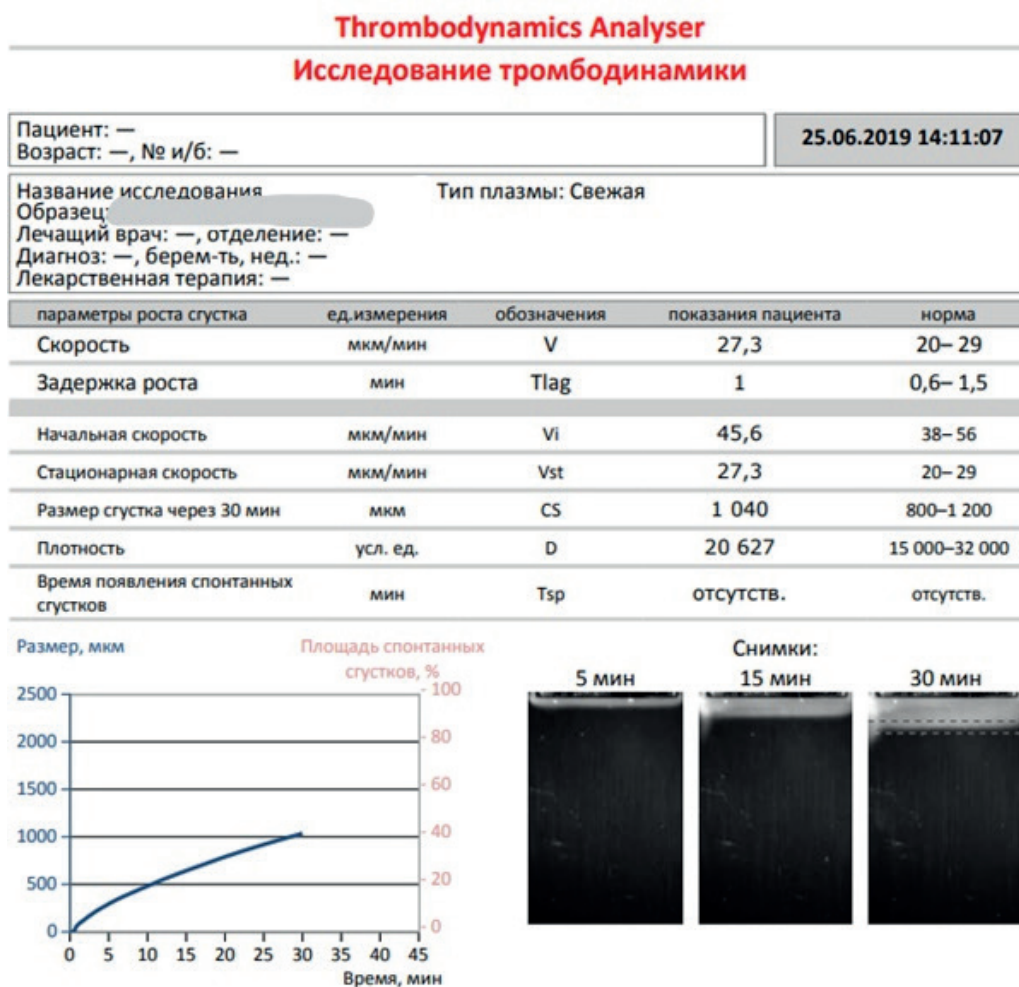 Thrombodynamics Analyser
Исследование тромбодинамики
Пациент: —
Возраст: —, № и/б: —
25.06.2019 14:11:07
Название исследования
Тип плазмы: Свежая
Образец:
Лечащий врач: —, отделение: —
Диагноз: —, берем-ть, нед.: —
Лекарственная терапия: —
параметры роста сгустка ед.измерения обозначения показания пациента норма
Скорость мкм/мин V 27,3 20– 29
Задержка роста мин Tlag 1 0,6– 1,5
Начальная скорость мкм/мин Vi 45,6 38– 56
Стационарная скорость мкм/мин Vst 27,3 20– 29
Размер сгустка через 30 мин мкм CS 1 040 800–1 200
Плотность усл. ед. D 20 627 15 000–32 000
Время появления спонтанных
сгустков мин Tsp отсутств. отсутств.
Размер, мкм
Площадь спонтанных
сгустков, %
2500
2000
1500
1000
500
0
100
80
60
40
20
0
0 5 10 15 20 25 30 35 40 45
Время, мин
Снимки:
5 мин 15 мин 30 мин